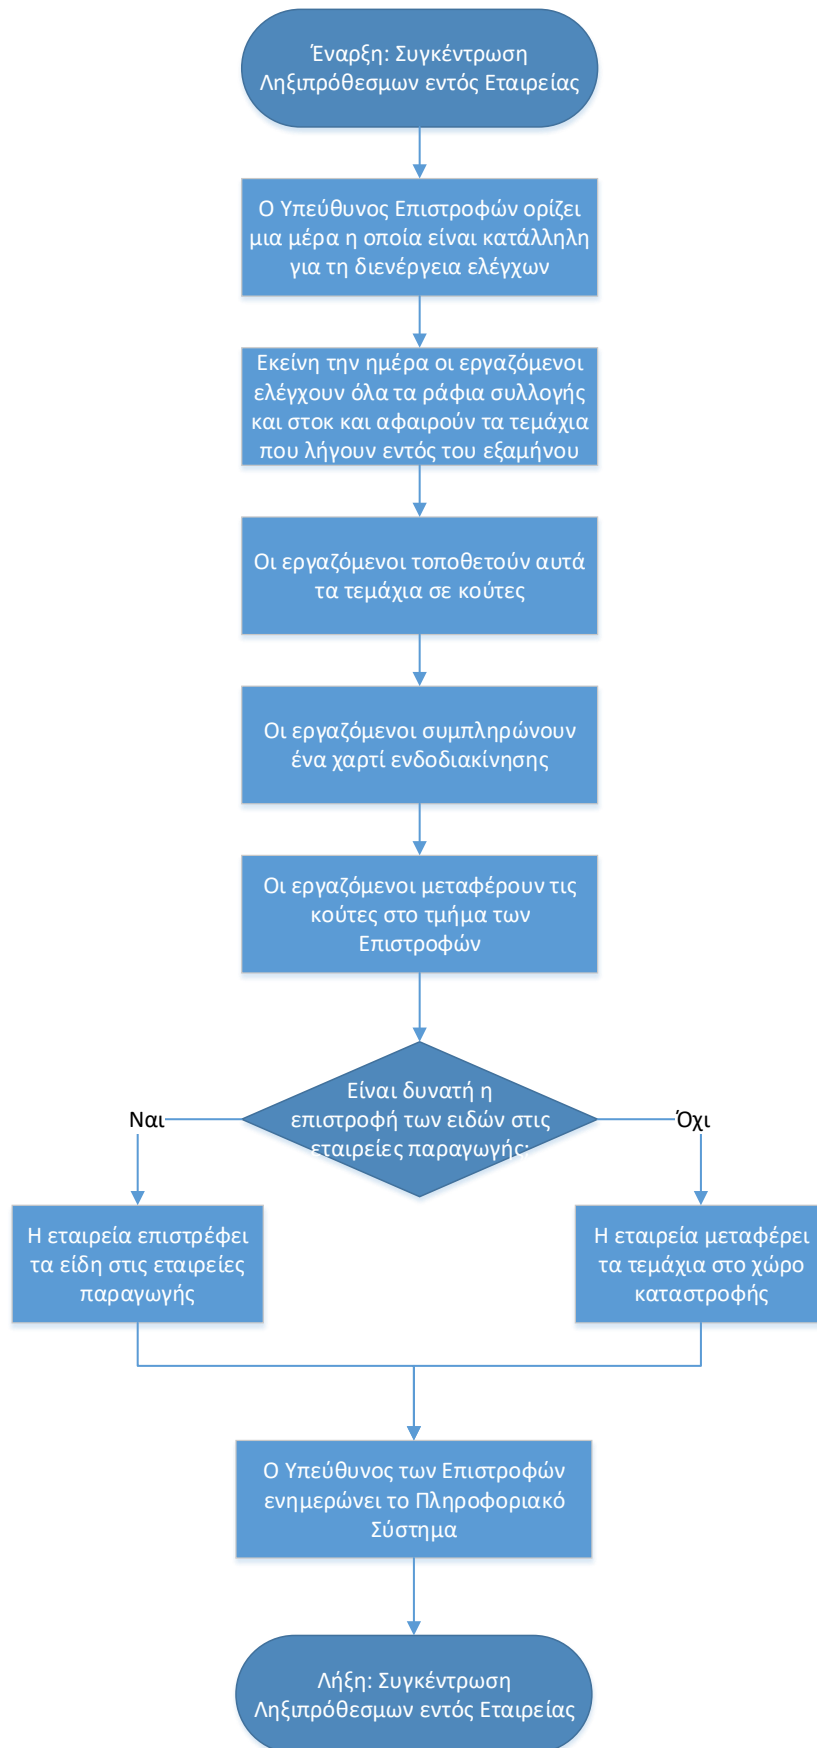 Έναρξη: Συγκέντρωση
Ληξιπρόθεσμων εντός Εταιρείας
Ο Υπεύθυνος Επιστροφών ορίζει
μια μέρα η οποία είναι κατάλληλη
για τη διενέργεια ελέγχων
Εκείνη την ημέρα οι εργαζόμενοι
ελέγχουν όλα τα ράφια συλλογής
και στοκ και αφαιρούν τα τεμάχια
που λήγουν εντός του εξαμήνου
Οι εργαζόμενοι τοποθετούν αυτά
τα τεμάχια σε κούτες
Οι εργαζόμενοι συμπληρώνουν
ένα χαρτί ενδοδιακίνησης
Οι εργαζόμενοι μεταφέρουν τις
κούτες στο τμήμα των
Επιστροφών
Είναι δυνατή η
επιστροφή των ειδών στις
εταιρείες παραγωγής;
Ναι
Όχι
Η εταιρεία επιστρέφει
τα είδη στις εταιρείες
παραγωγής
Η εταιρεία μεταφέρει
τα τεμάχια στο χώρο
καταστροφής
Ο Υπεύθυνος των Επιστροφών
ενημερώνει το Πληροφοριακό
Σύστημα
Λήξη: Συγκέντρωση
Ληξιπρόθεσμων εντός Εταιρείας